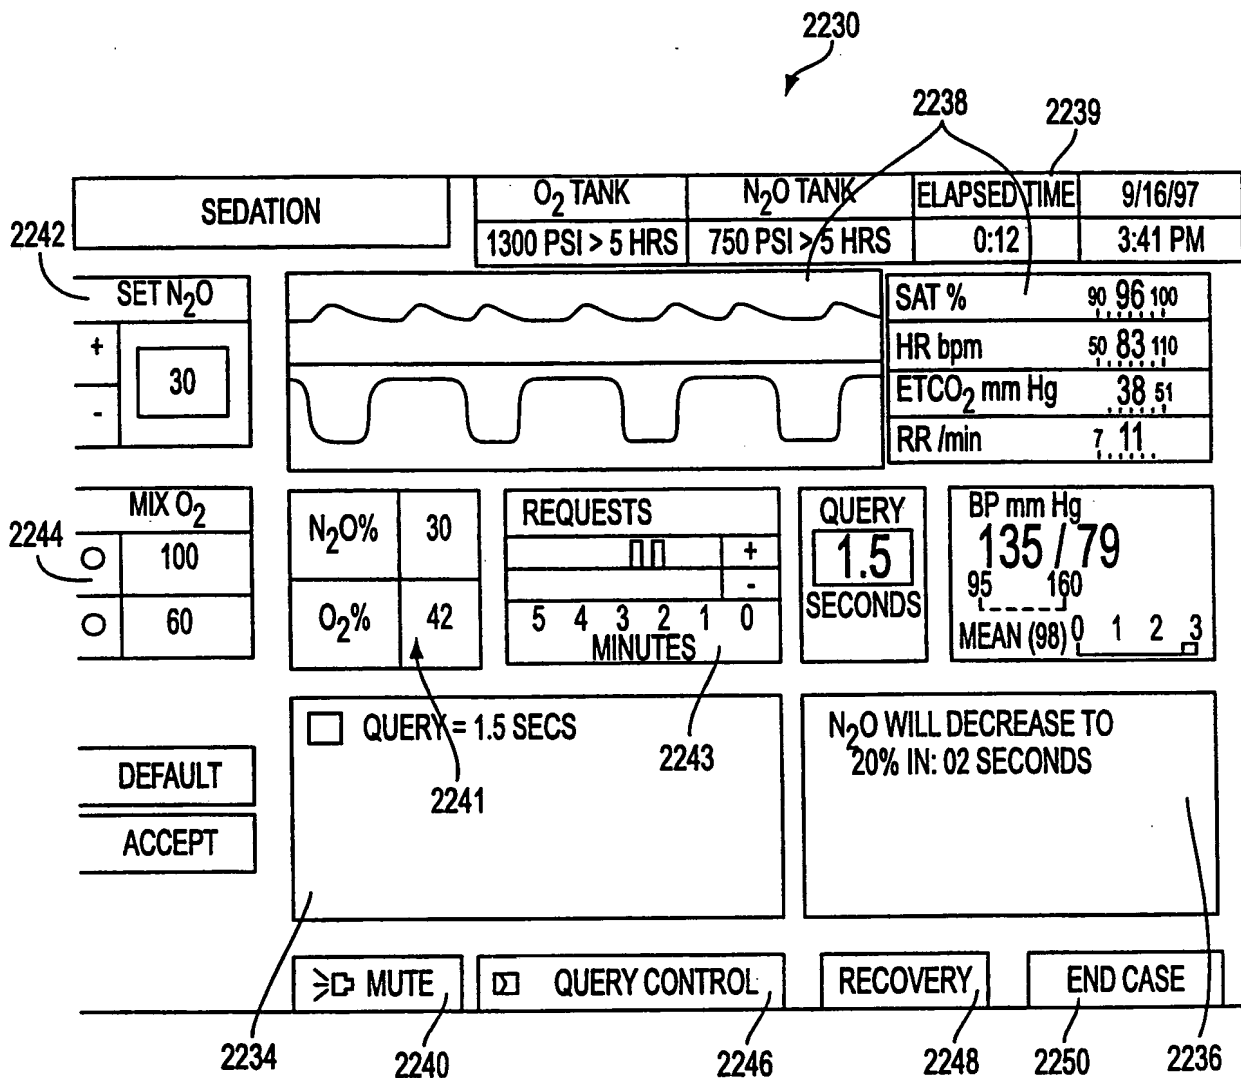 2230
2238
2239
SEDATION
O₂ TANK
N₂O TANK
ELAPSED TIME
9/16/97
1300 PSI > 5 HRS
750 PSI > 5 HRS
0:12
3:41 PM
2242
SET N₂O
+
30
-
SAT %
90 96 100
HR bpm
50 83 110
ETCO₂ mm Hg
38 51
RR /min
7 11
2244
MIX O₂
100
60
N₂O%
30
O₂%
42
REQUESTS
+
-
5 4 3 2 1 0
MINUTES
QUERY
1.5
SECONDS
BP mm Hg
135 / 79
95 160
MEAN (98) 0 1 2 3
DEFAULT
ACCEPT
QUERY = 1.5 SECS
2241
2243
N₂O WILL DECREASE TO
20% IN: 02 SECONDS
MUTE
QUERY CONTROL
RECOVERY
END CASE
2234
2240
2246
2248
2250
2236